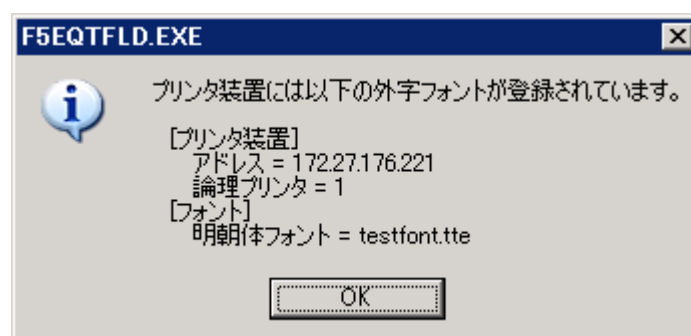 F5EQTFLD.EXE
プリンタ装置には以下の外字フォントが登録されています。
[プリンタ装置]
アドレス = 172.27.176.221
論理プリンタ = 1
[フォント]
明朝体フォント = testfont.tte
OK